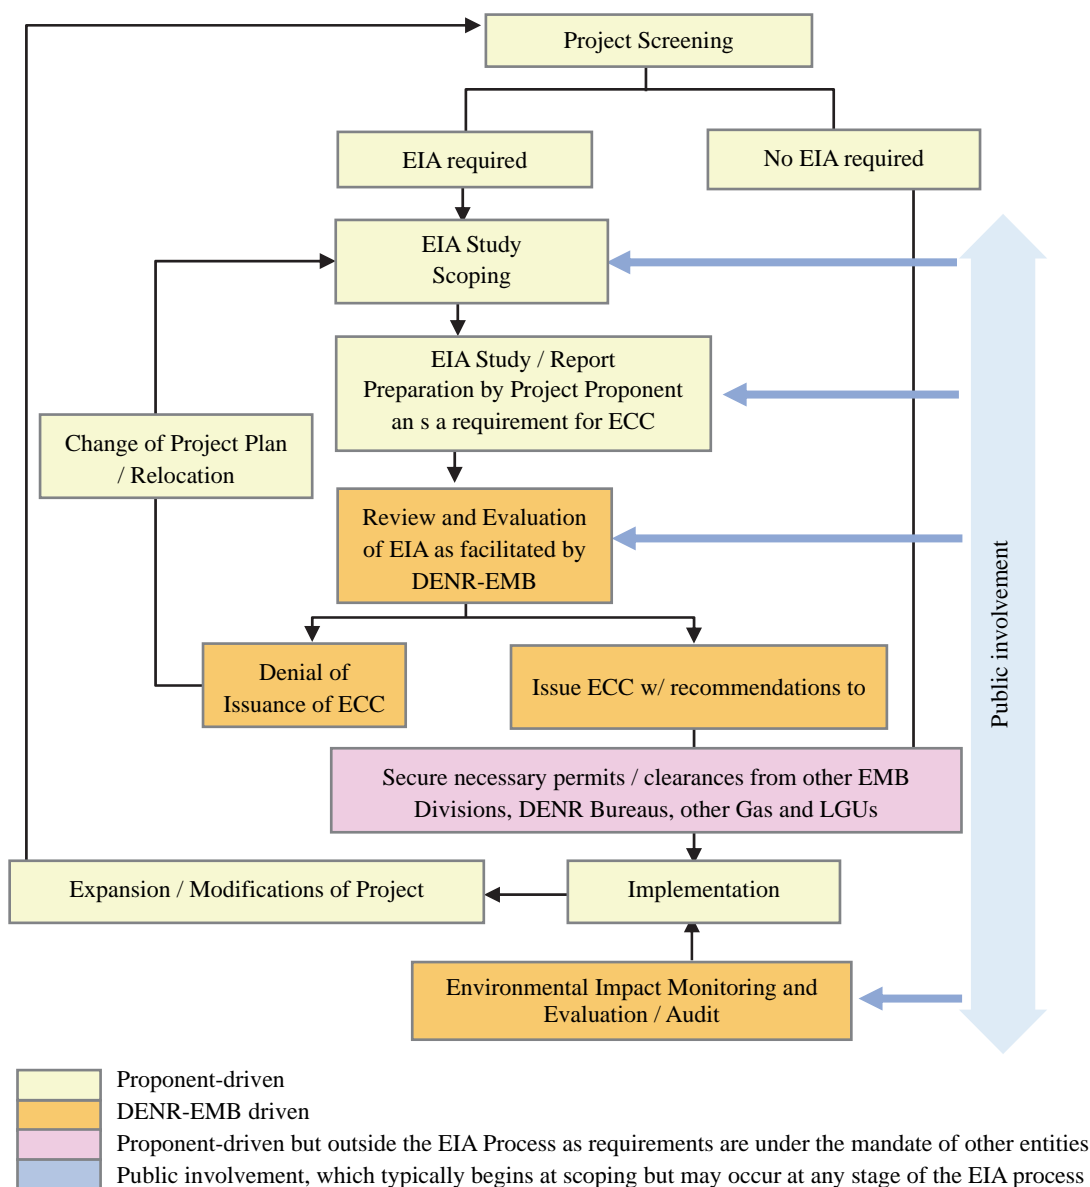 Project Screening
EIA required
No EIA required
EIA Study
Scoping
EIA Study / Report
Preparation by Project Proponent
an s a requirement for ECC
Change of Project Plan
/ Relocation
Review and Evaluation
of EIA as facilitated by
DENR-EMB
Public involvement
Denial of
Issuance of ECC
Issue ECC w/ recommendations to
Secure necessary permits / clearances from other EMB
Divisions, DENR Bureaus, other Gas and LGUs
Expansion / Modifications of Project
Implementation
Environmental Impact Monitoring and
Evaluation / Audit
Proponent-driven
DENR-EMB driven
Proponent-driven but outside the EIA Process as requirements are under the mandate of other entities
Public involvement, which typically begins at scoping but may occur at any stage of the EIA process